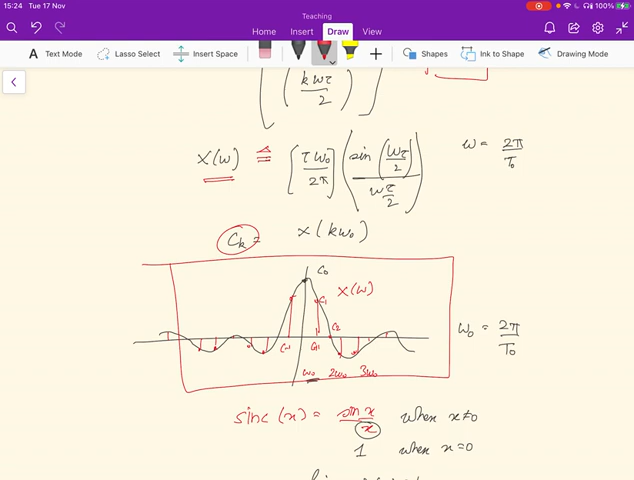 15:24 Tue 17 Nov
100%
Teaching
Home Insert Draw View
Text Mode Lasso Select Insert Space Shapes Ink to Shape Drawing Mode
kωτ
2
X(ω) ≜ [τω₀/2π] (sin(ωτ/2) / ωτ/2)
ω = 2π/T₀
Cₖ = X(kω₀)
C₀
C₁ X(ω)
C₂
ω₀ 2ω₀ 3ω₀
ω₀ = 2π/T₀
sinc(x) = sin x / x when x≠0
1 when x=0